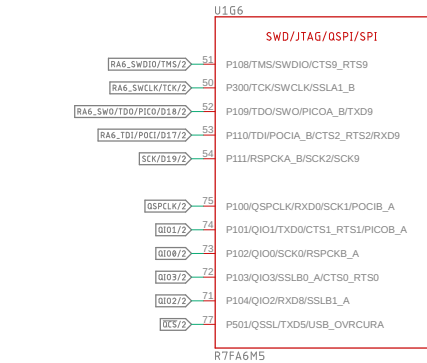 U1G6
SWD/JTAG/QSPI/SPI
RA6_SWDIO/TMS/2 51 P108/TMS/SWDIO/CTS9_RTS9
RA6_SWCLK/TCK/2 50 P300/TCK/SWCLK/SSLA1_B
RA6_SWO/TDO/PICO/D18/2 52 P109/TDO/SWO/PICOA_B/TXD9
RA6_TDI/POCI/D17/2 53 P110/TDI/POCIA_B/CTS2_RTS2/RXD9
SCK/D19/2 54 P111/RSPCKA_B/SCK2/SCK9
QSPCLK/2 75 P100/QSPCLK/RXD0/SCK1/POCIB_A
QIO1/2 74 P101/QIO1/TXD0/CTS1_RTS1/PICOB_A
QIO0/2 73 P102/QIO0/SCK0/RSPCKB_A
QIO3/2 72 P103/QIO3/SSLB0_A/CTS0_RTS0
QIO2/2 71 P104/QIO2/RXD8/SSLB1_A
QCS/2 77 P501/QSSL/TXD5/USB_OVRCURA
R7FA6M5